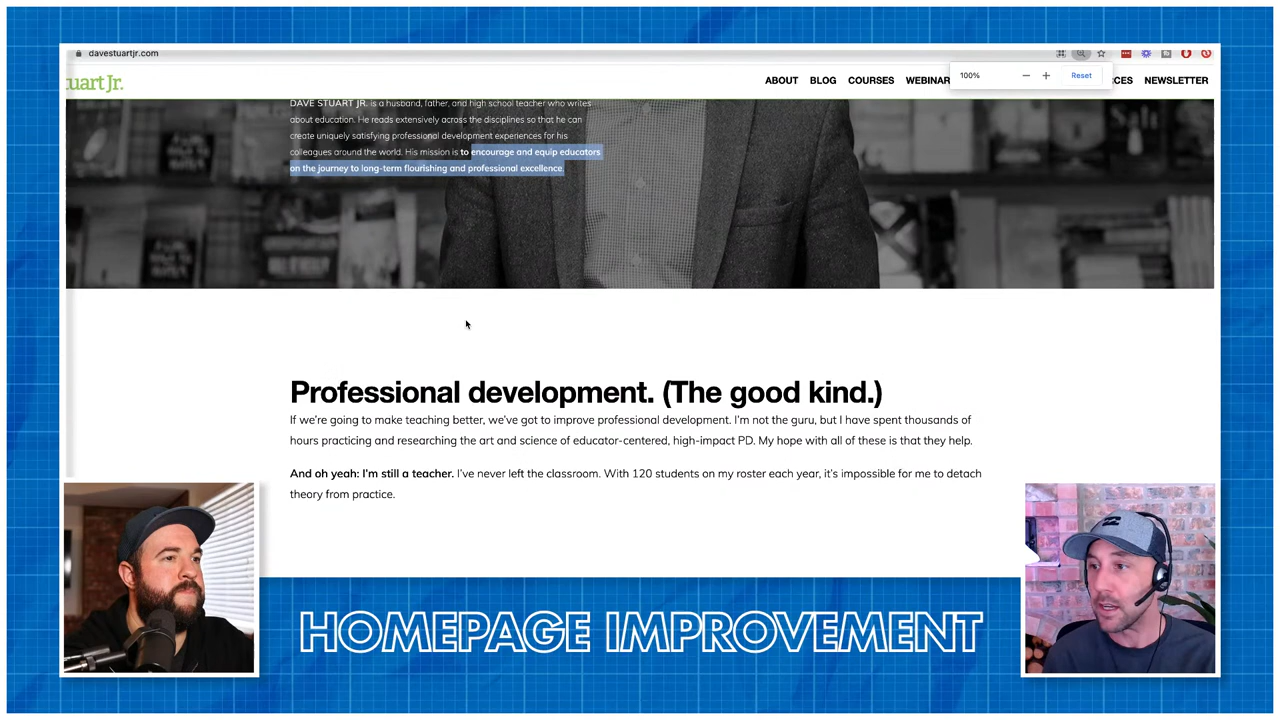 davestuartjr.com
tuart Jr.
ABOUT BLOG COURSES WEBINAR
100% − + Reset
CES NEWSLETTER
DAVE STUART JR. is a husband, father, and high school teacher who writes
about education. He reads extensively across the disciplines so that he can
create uniquely satisfying professional development experiences for his
colleagues around the world. His mission is to encourage and equip educators
on the journey to long-term flourishing and professional excellence.
Salt
Professional development. (The good kind.)
If we're going to make teaching better, we've got to improve professional development. I'm not the guru, but I have spent thousands of
hours practicing and researching the art and science of educator-centered, high-impact PD. My hope with all of these is that they help.
And oh yeah: I'm still a teacher. I've never left the classroom. With 120 students on my roster each year, it's impossible for me to detach
theory from practice.
HOMEPAGE IMPROVEMENT